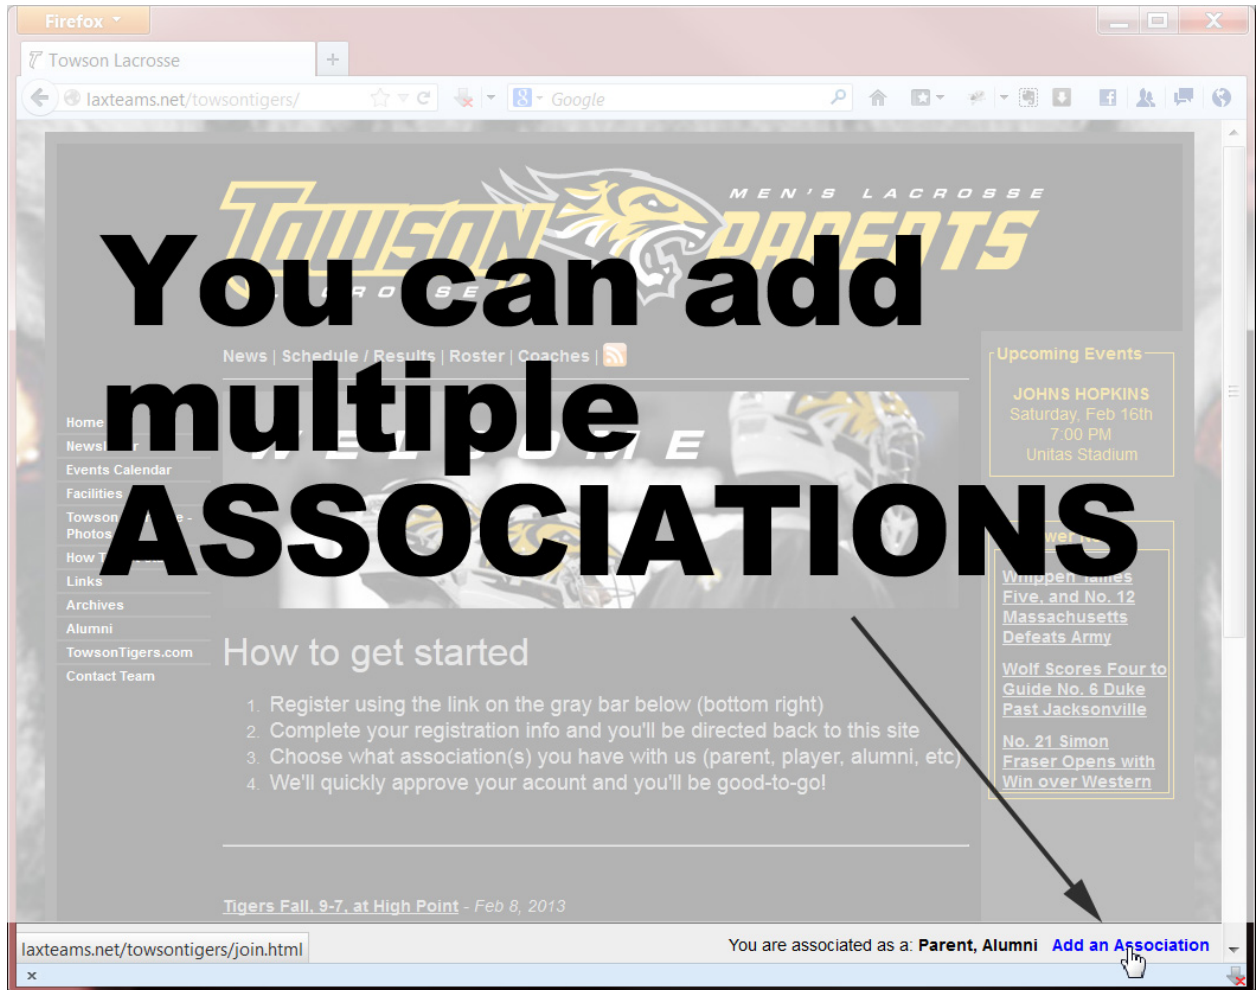 Firefox
Towson Lacrosse
laxteams.net/towsontigers/
Google
TOWSON
LACROSSE
MEN'S LACROSSE
PARENTS
You can add
multiple
ASSOCIATIONS
News | Schedule / Results | Roster | Coaches |
WELCOME
Home
Events Calendar
Facilities
Towson
Photos
Links
Archives
Alumni
TowsonTigers.com
Contact Team
Upcoming Events
JOHNS HOPKINS
Saturday, Feb 16th
7:00 PM
Unitas Stadium
Whippen Tallies
Five, and No. 12
Massachusetts
Defeats Army
Wolf Scores Four to
Guide No. 6 Duke
Past Jacksonville
No. 21 Simon
Fraser Opens with
Win over Western
How to get started
1. Register using the link on the gray bar below (bottom right)
2. Complete your registration info and you'll be directed back to this site
3. Choose what association(s) you have with us (parent, player, alumni, etc)
4. We'll quickly approve your acount and you'll be good-to-go!
Tigers Fall, 9-7, at High Point - Feb 8, 2013
laxteams.net/towsontigers/join.html
You are associated as a: Parent, Alumni Add an Association